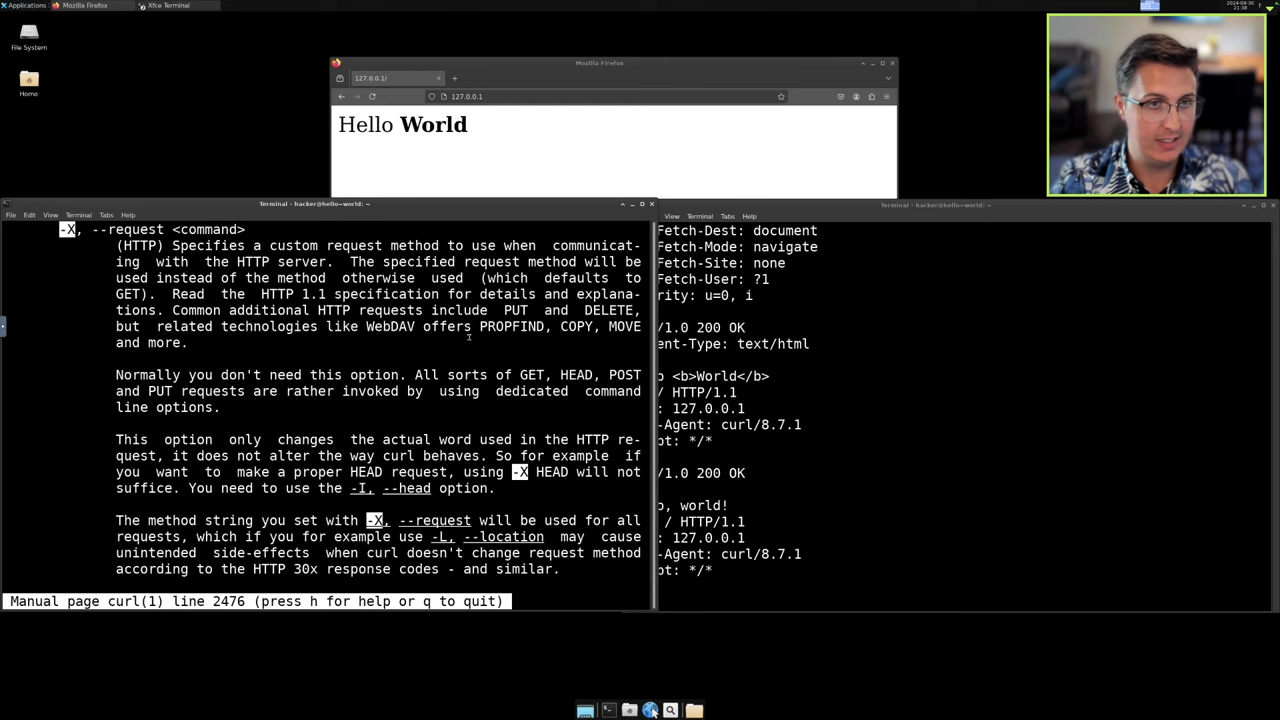 Applications
Mozilla Firefox
Xfce Terminal
2024-08-30
21:38
File System
Home
Mozilla Firefox
127.0.0.1/
127.0.0.1
Hello World
Terminal - hacker@hello~world: ~
File Edit View Terminal Tabs Help
-X, --request <command>
(HTTP) Specifies a custom request method to use when communicat-
ing with the HTTP server. The specified request method will be
used instead of the method otherwise used (which defaults to
GET). Read the HTTP 1.1 specification for details and explana-
tions. Common additional HTTP requests include PUT and DELETE,
but related technologies like WebDAV offers PROPFIND, COPY, MOVE
and more.
Normally you don't need this option. All sorts of GET, HEAD, POST
and PUT requests are rather invoked by using dedicated command
line options.
This option only changes the actual word used in the HTTP re-
quest, it does not alter the way curl behaves. So for example if
you want to make a proper HEAD request, using -X HEAD will not
suffice. You need to use the -I, --head option.
The method string you set with -X, --request will be used for all
requests, which if you for example use -L, --location may cause
unintended side-effects when curl doesn't change request method
according to the HTTP 30x response codes - and similar.
Manual page curl(1) line 2476 (press h for help or q to quit)
Terminal - hacker@hello~world: ~
View Terminal Tabs Help
Fetch-Dest: document
Fetch-Mode: navigate
Fetch-Site: none
Fetch-User: ?1
rity: u=0, i
/1.0 200 OK
ent-Type: text/html
o <b>World</b>
/ HTTP/1.1
: 127.0.0.1
-Agent: curl/8.7.1
pt: */*
/1.0 200 OK
o, world!
/ HTTP/1.1
: 127.0.0.1
-Agent: curl/8.7.1
pt: */*